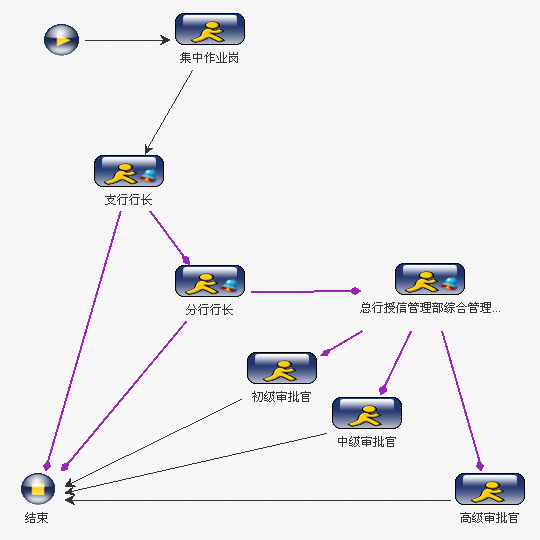 集中作业岗
支行行长
分行行长
总行授信管理部综合管理...
初级审批官
中级审批官
高级审批官
结束